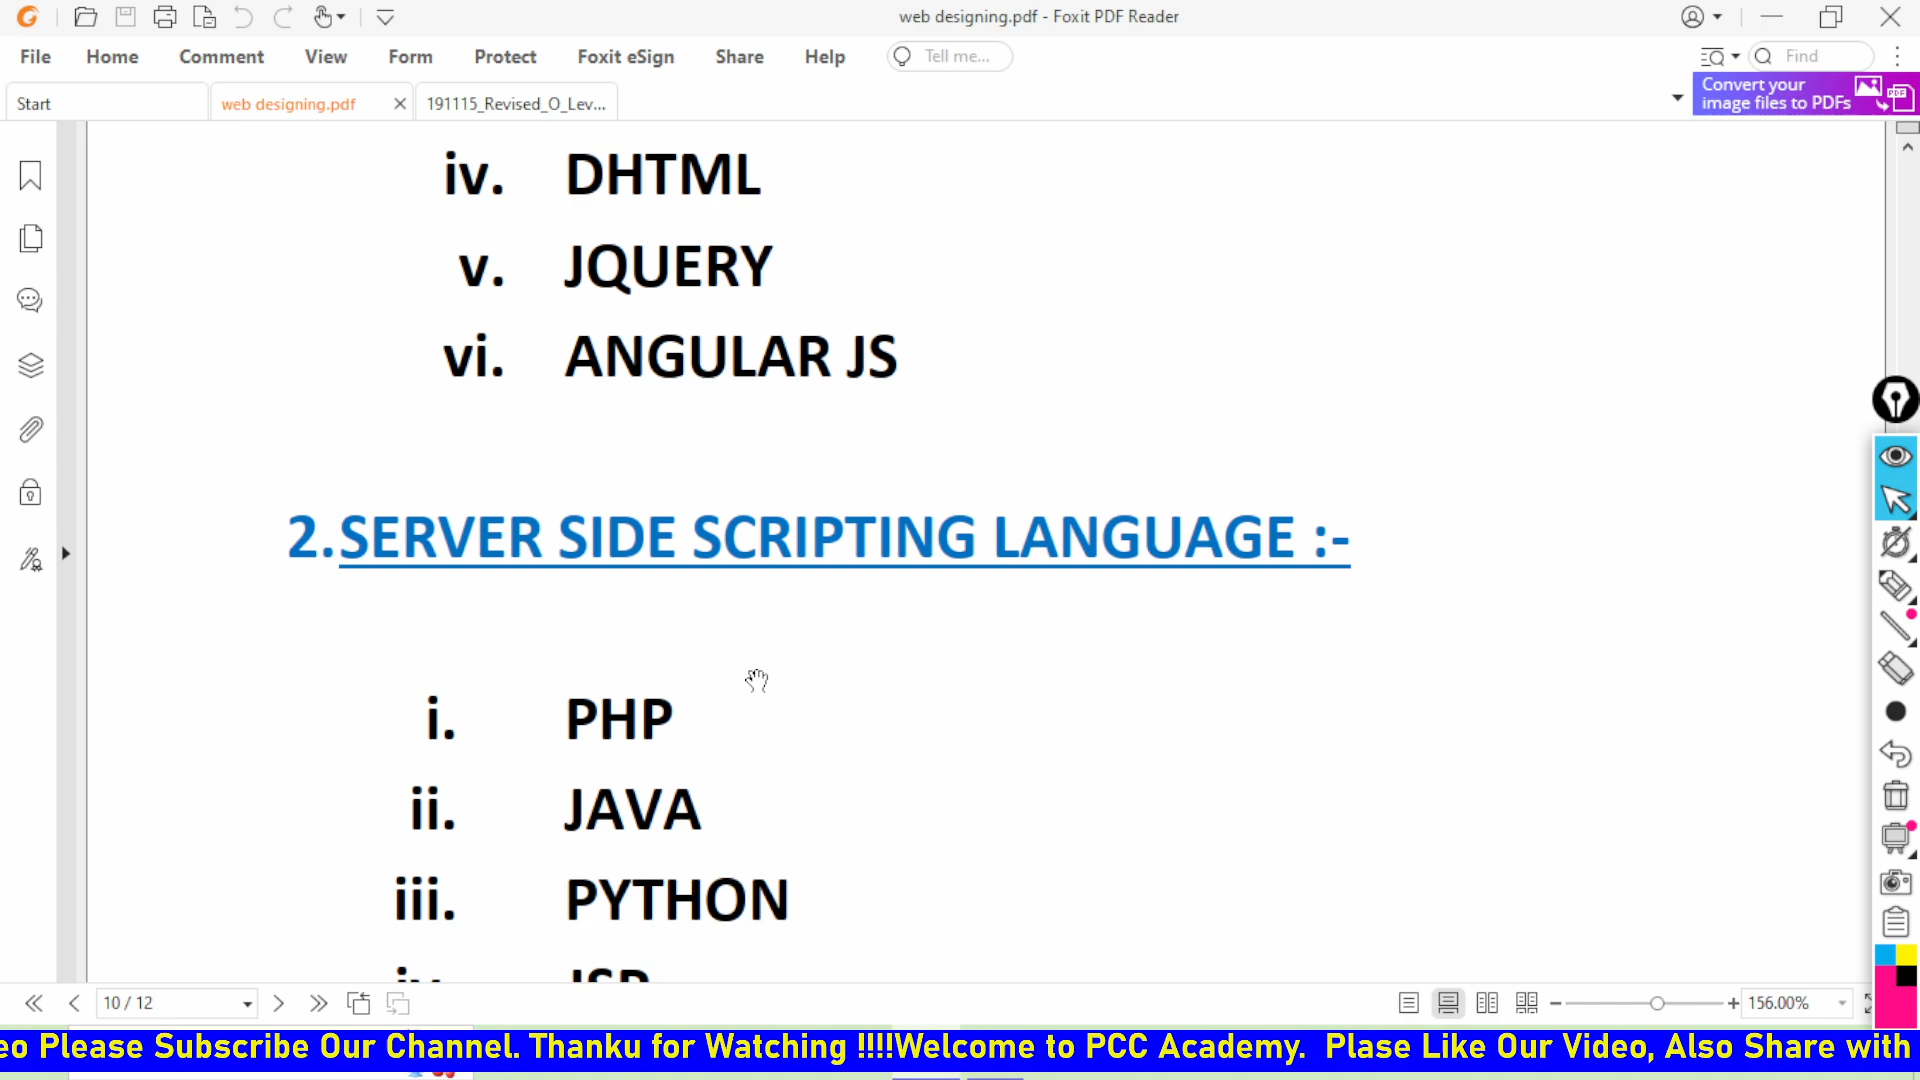 web designing.pdf - Foxit PDF Reader
File Home Comment View Form Protect Foxit eSign Share Help Tell me... Find
Start web designing.pdf 191115_Revised_O_Lev... Convert your
image files to PDFs
iv. DHTML
v. JQUERY
vi. ANGULAR JS
2.SERVER SIDE SCRIPTING LANGUAGE :-
i. PHP
ii. JAVA
iii. PYTHON
iv. JSP
10 / 12 156.00%
eo Please Subscribe Our Channel. Thanku for Watching !!!!Welcome to PCC Academy. Plase Like Our Video, Also Share with